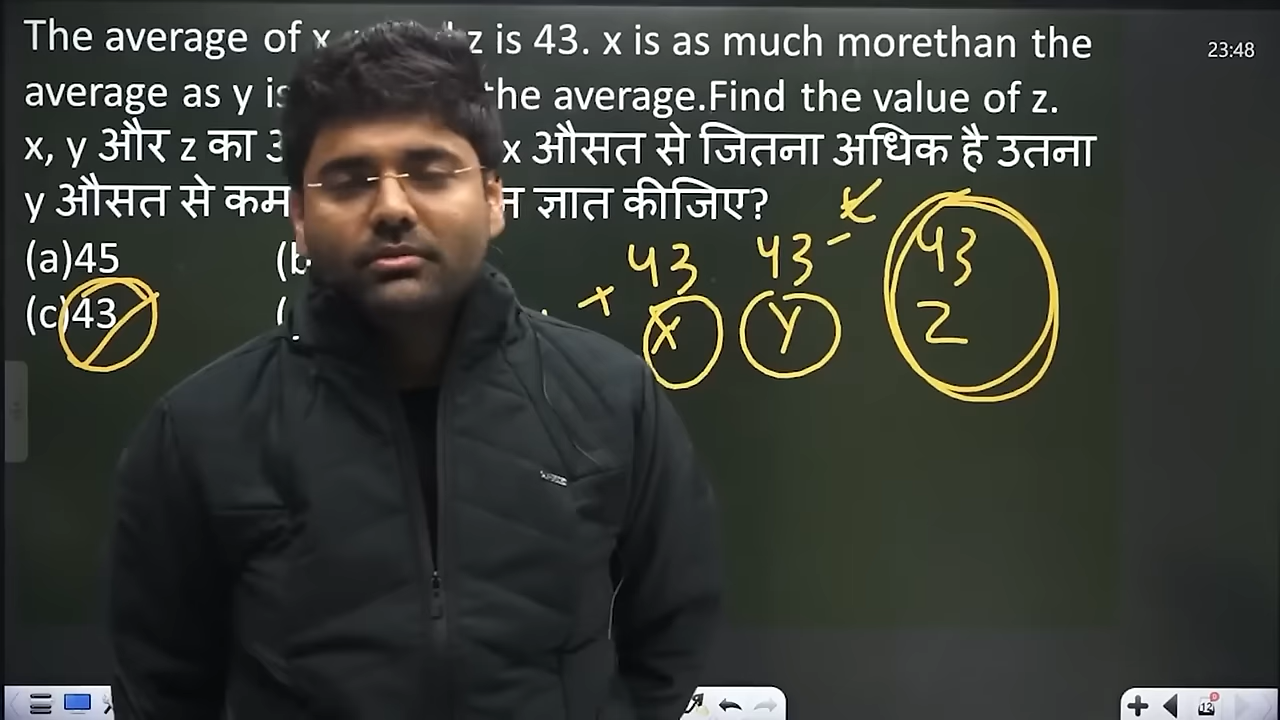 The average of x z is 43. x is as much morethan the
average as y is the average.Find the value of z.
x, y और z का x औसत से जितना अधिक है उतना
y औसत से कम ज्ञात कीजिए?
(a)45 (b
(c)43 (
+ 43 43 - x 43
x y z
23:48
12